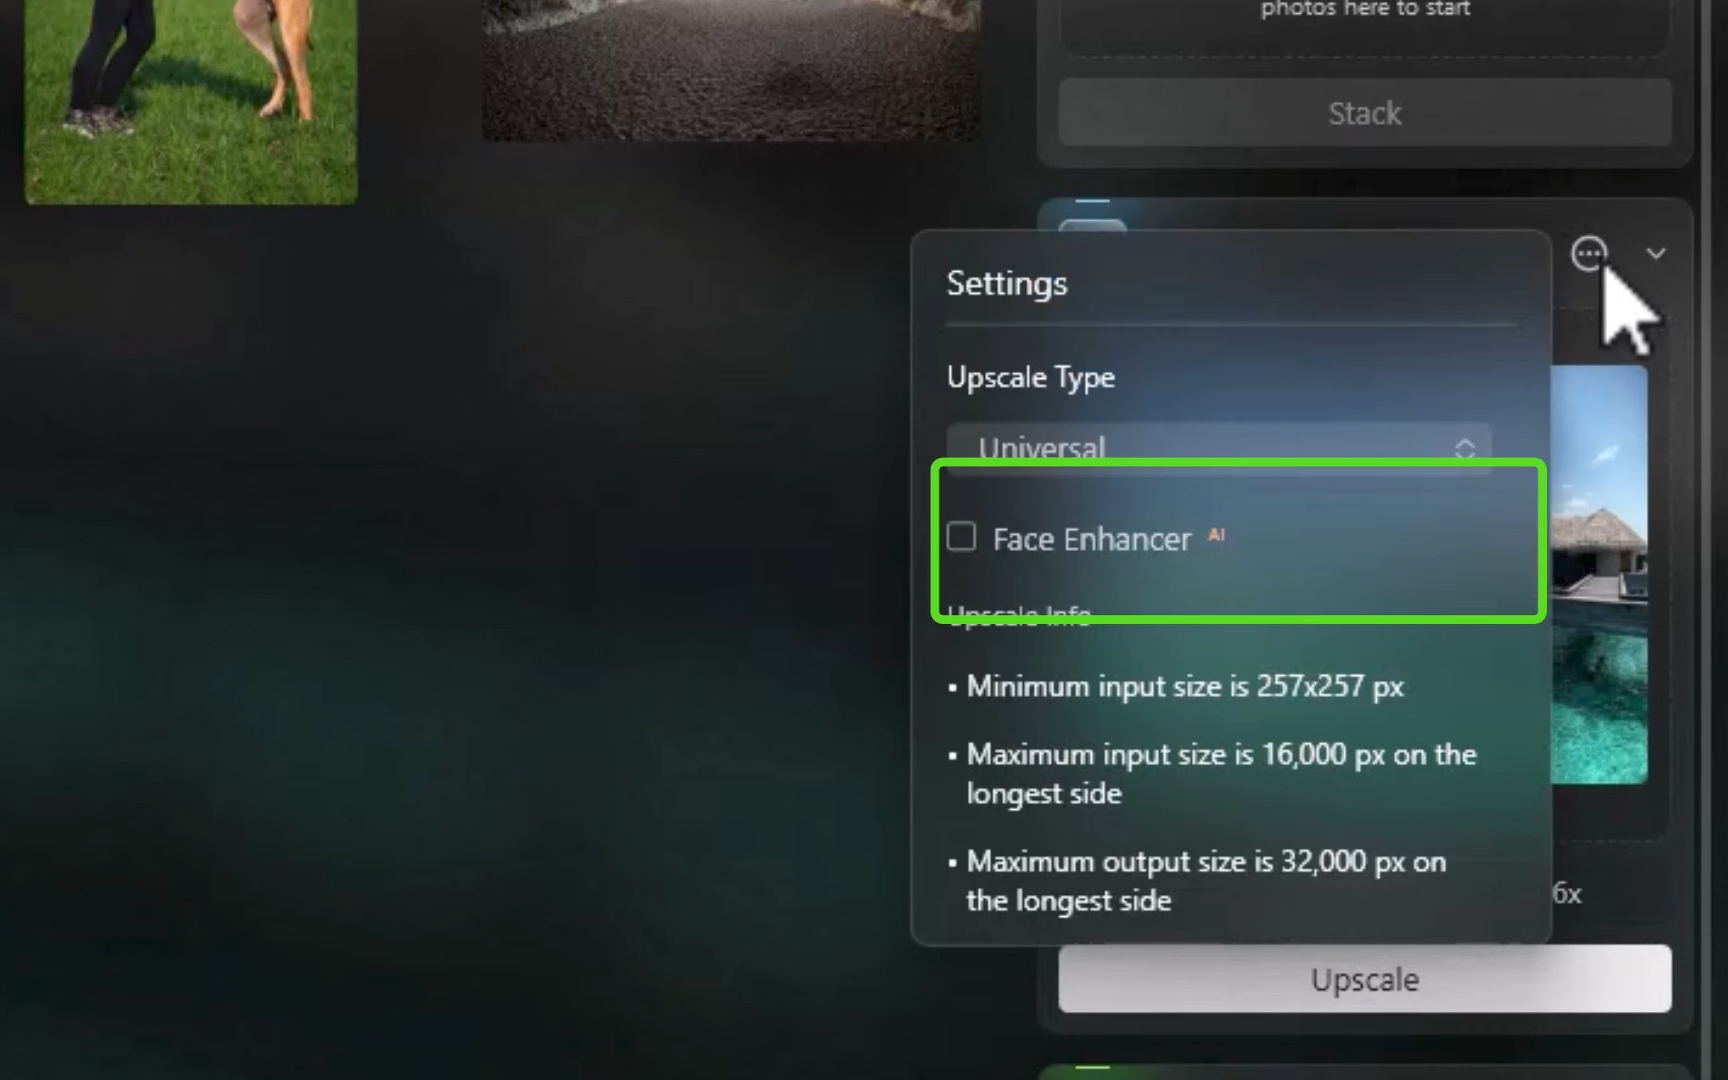 photos here to start
Stack
Settings
Upscale Type
Universal
Face Enhancer AI
Upscale Info
▪ Minimum input size is 257x257 px
▪ Maximum input size is 16,000 px on the
longest side
▪ Maximum output size is 32,000 px on
the longest side
6x
Upscale